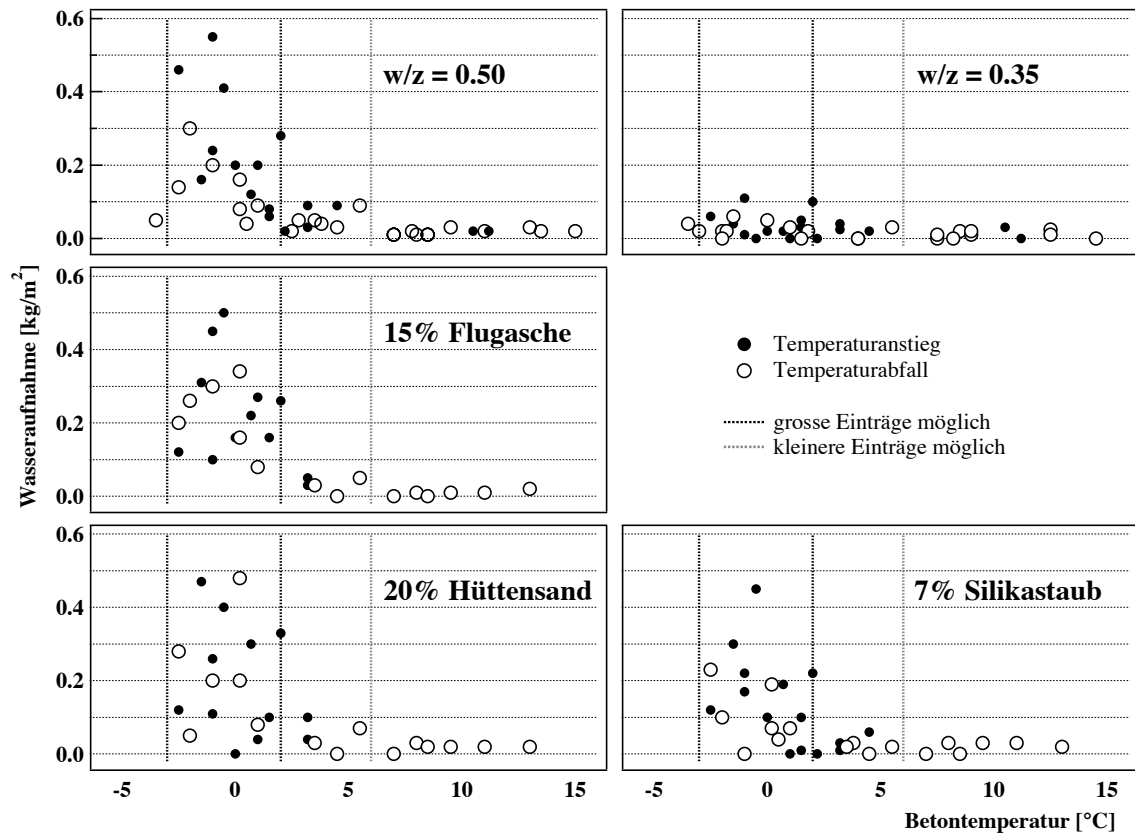 0.6
0.4
0.2
0.0
w/z = 0.50
w/z = 0.35
Wasseraufnahme [kg/m²]
0.6
0.4
0.2
0.0
15% Flugasche
Temperaturanstieg
Temperaturabfall
grosse Einträge möglich
kleinere Einträge möglich
0.6
0.4
0.2
0.0
20% Hüttensand
7% Silikastaub
-5 0 5 10 15
-5 0 5 10 15
Betontemperatur [°C]